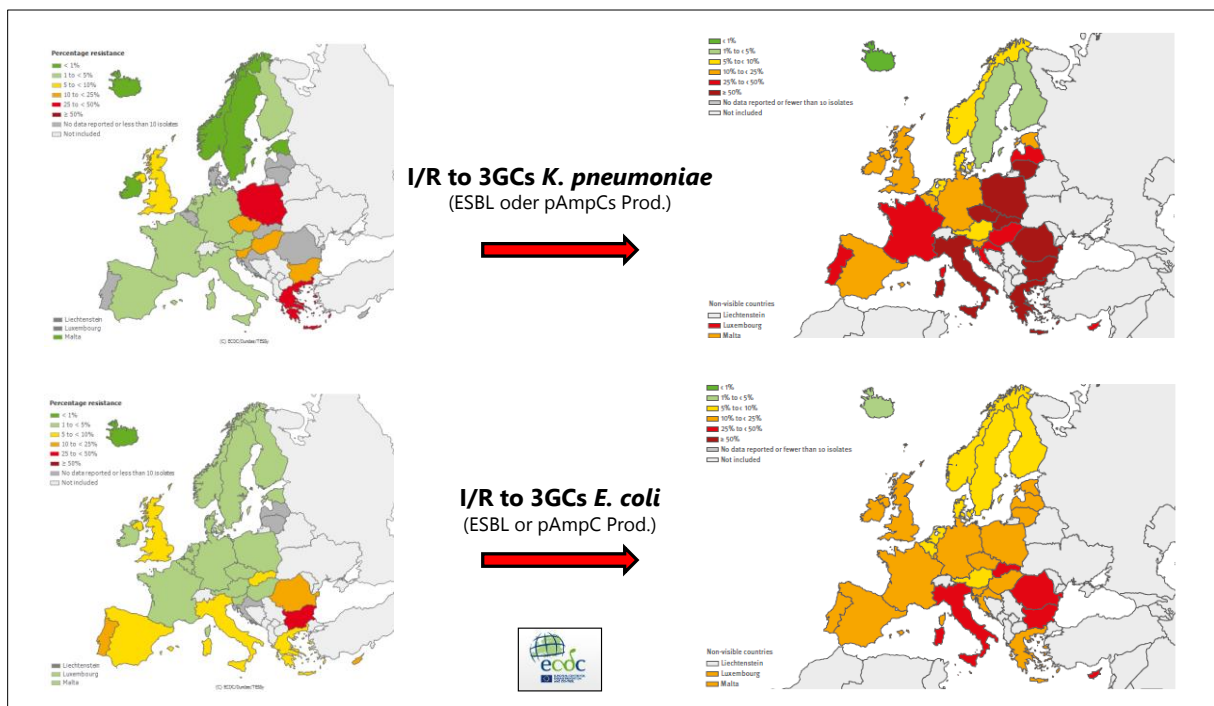 Percentage resistance
< 1%
1 to < 5%
5 to < 10%
10 to < 25%
25 to < 50%
≥ 50%
No data reported or less than 10 isolates
Not included
Liechtenstein
Luxembourg
Malta
(C) ECDC/Dundas/TESSy
I/R to 3GCs K. pneumoniae
(ESBL oder pAmpCs Prod.)
< 1%
1% to < 5%
5% to < 10%
10% to < 25%
25% to < 50%
≥ 50%
No data reported or fewer than 10 isolates
Not included
Non-visible countries
Liechtenstein
Luxembourg
Malta
Percentage resistance
< 1%
1 to < 5%
5 to < 10%
10 to < 25%
25 to < 50%
≥ 50%
No data reported or less than 10 isolates
Not included
Liechtenstein
Luxembourg
Malta
(C) ECDC/Dundas/TESSy
I/R to 3GCs E. coli
(ESBL or pAmpC Prod.)
ecdc
< 1%
1% to < 5%
5% to < 10%
10% to < 25%
25% to < 50%
≥ 50%
No data reported or fewer than 10 isolates
Not included
Non-visible countries
Liechtenstein
Luxembourg
Malta